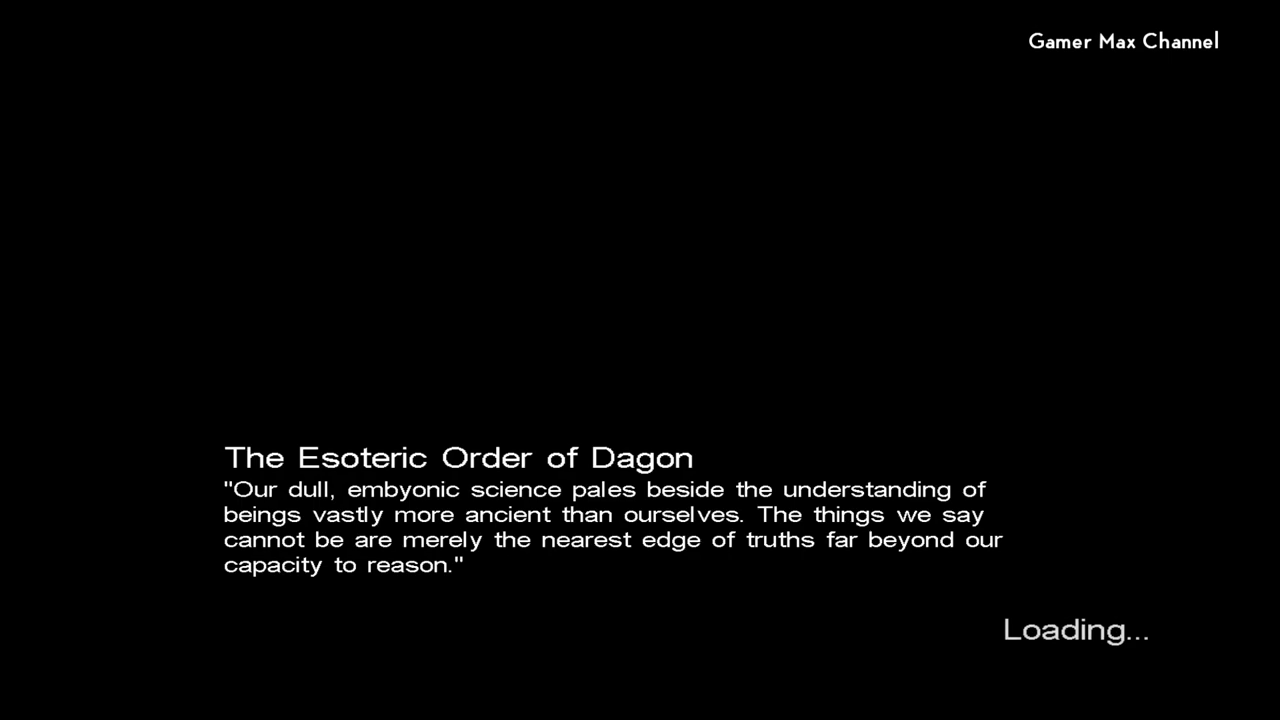 Gamer Max Channel
The Esoteric Order of Dagon
"Our dull, embyonic science pales beside the understanding of
beings vastly more ancient than ourselves. The things we say
cannot be are merely the nearest edge of truths far beyond our
capacity to reason."
Loading...